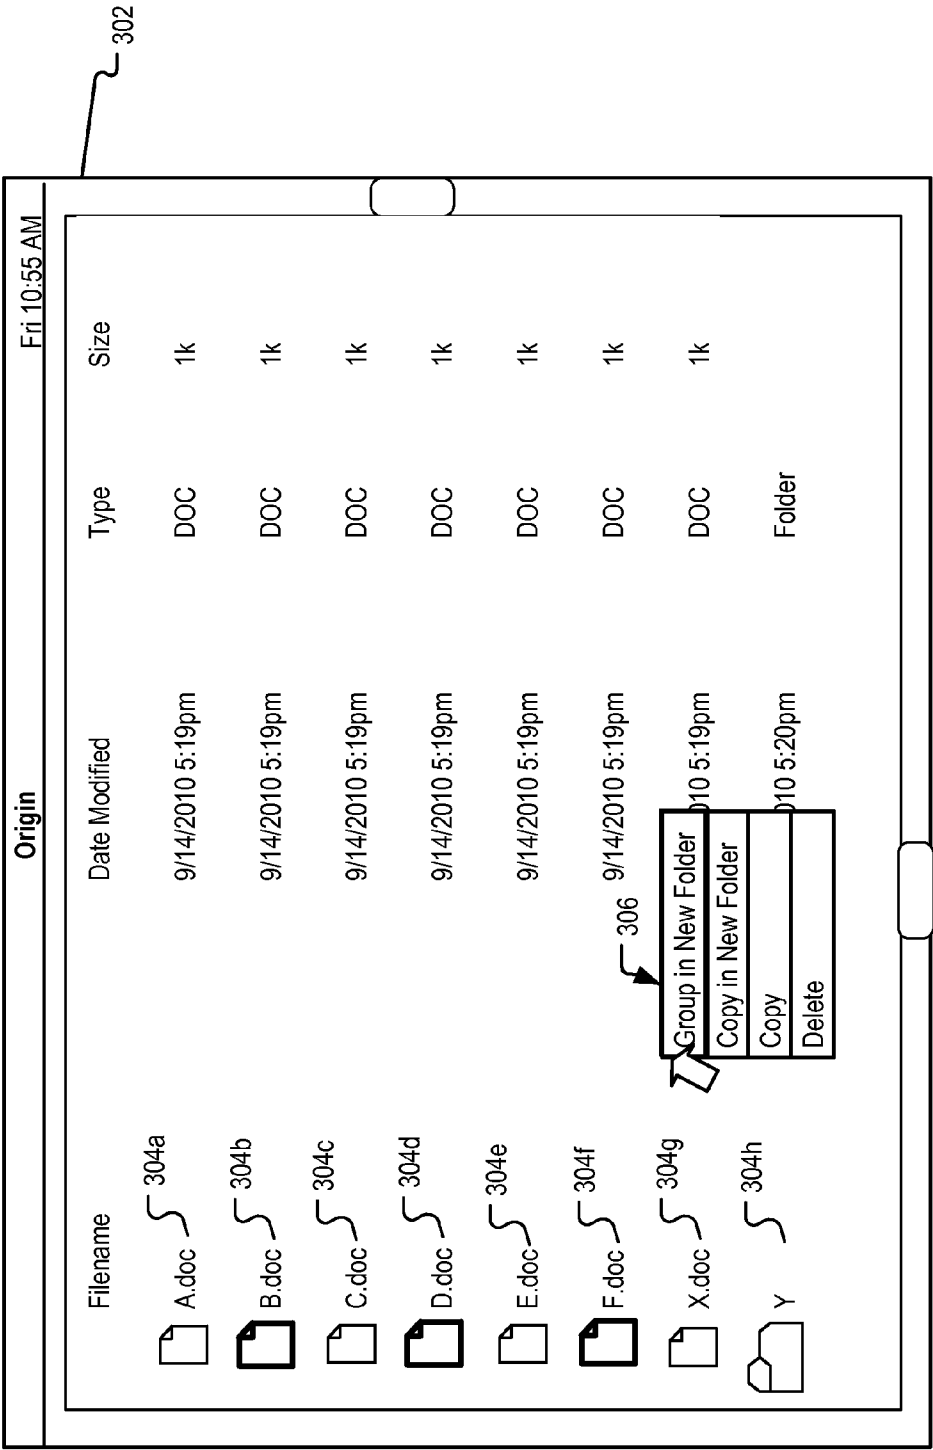 302
Origin
Fri 10:55 AM
Filename Date Modified Type Size
304a
A.doc 9/14/2010 5:19pm DOC 1k
304b
B.doc 9/14/2010 5:19pm DOC 1k
304c
C.doc 9/14/2010 5:19pm DOC 1k
304d
D.doc 9/14/2010 5:19pm DOC 1k
304e
E.doc 9/14/2010 5:19pm DOC 1k
304f
F.doc 9/14/2010 5:19pm DOC 1k
306
304g
X.doc 010 5:19pm DOC 1k
Group in New Folder
Copy in New Folder
304h
Y 010 5:20pm Folder
Copy
Delete